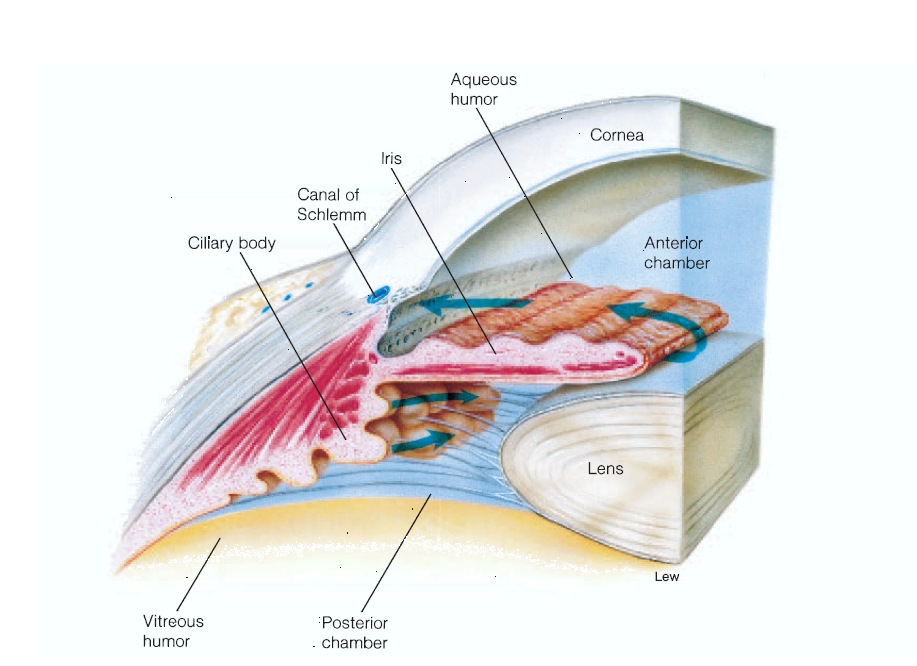 Aqueous
humor
Cornea
Iris
Canal of
Schlemm
Ciliary body
Anterior
chamber
Lens
Lew
Vitreous
humor
Posterior
chamber